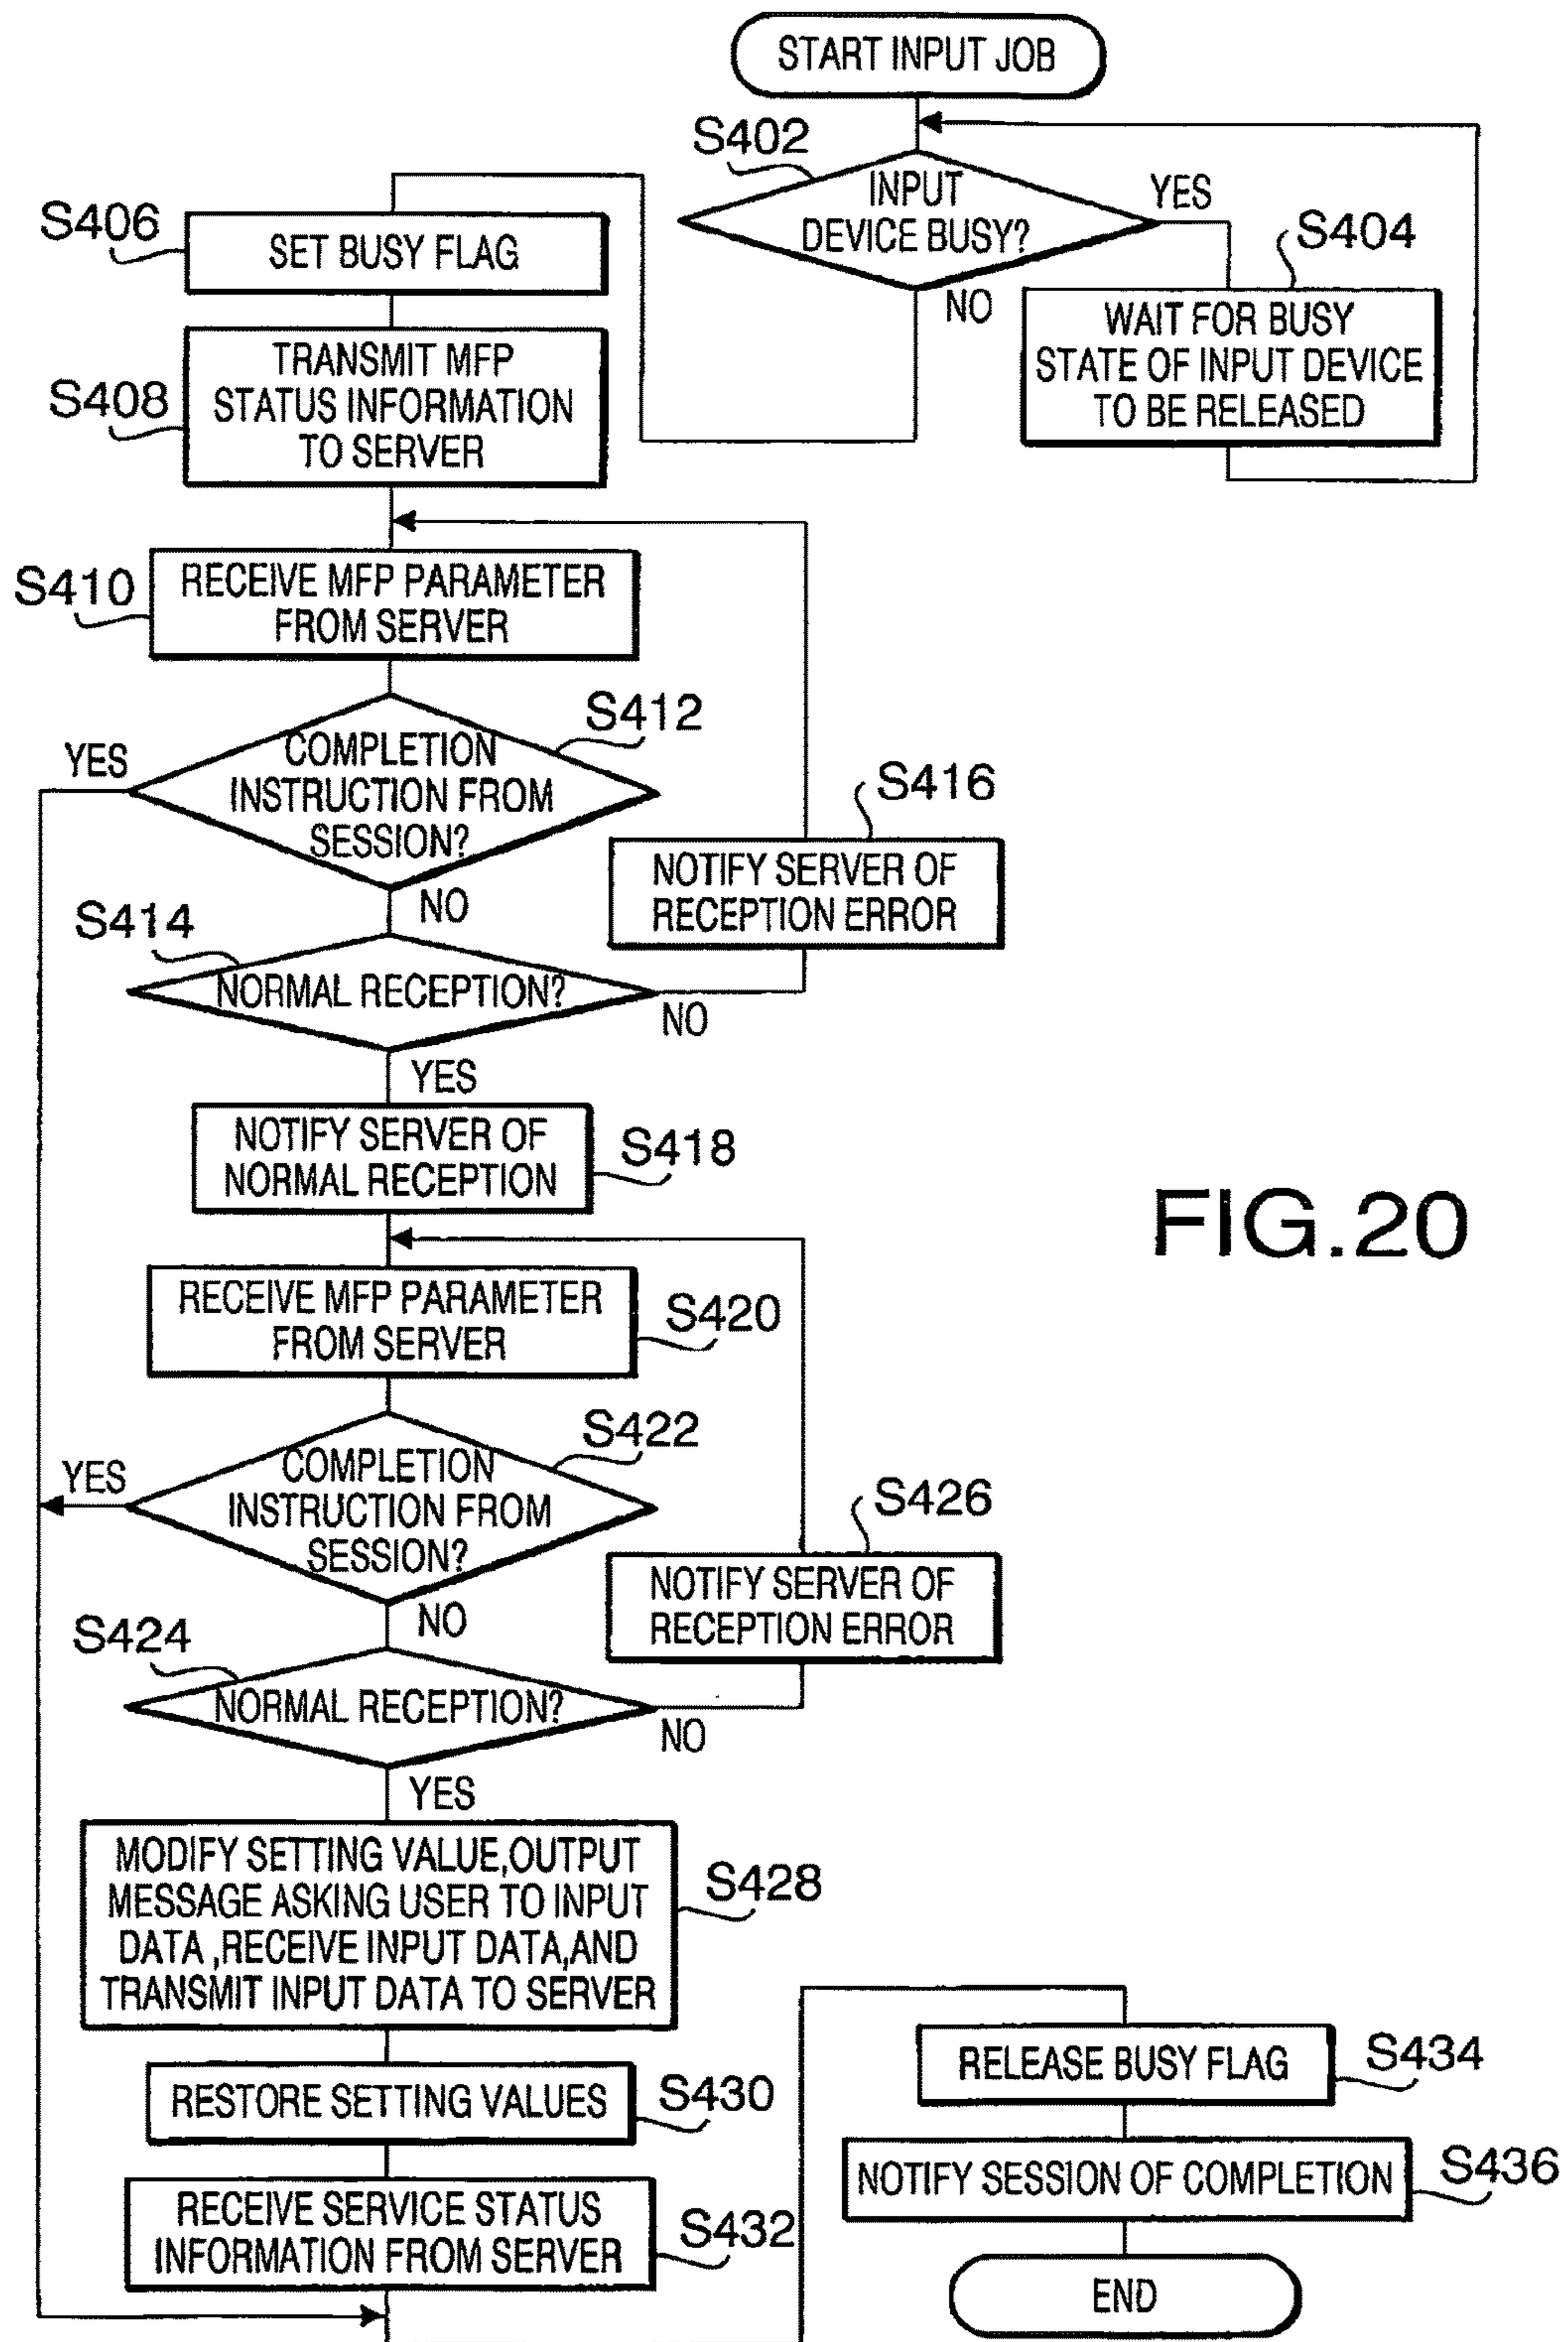 START INPUT JOB
S402
INPUT
DEVICE BUSY?
YES
NO
S404
WAIT FOR BUSY
STATE OF INPUT DEVICE
TO BE RELEASED
S406
SET BUSY FLAG
S408
TRANSMIT MFP
STATUS INFORMATION
TO SERVER
S410
RECEIVE MFP PARAMETER
FROM SERVER
S412
COMPLETION
INSTRUCTION FROM
SESSION?
YES
NO
S414
NORMAL RECEPTION?
NO
YES
S416
NOTIFY SERVER OF
RECEPTION ERROR
NOTIFY SERVER OF
NORMAL RECEPTION
S418
FIG.20
RECEIVE MFP PARAMETER
FROM SERVER
S420
S422
COMPLETION
INSTRUCTION FROM
SESSION?
YES
NO
S424
NORMAL RECEPTION?
NO
YES
S426
NOTIFY SERVER OF
RECEPTION ERROR
MODIFY SETTING VALUE,OUTPUT
MESSAGE ASKING USER TO INPUT
DATA ,RECEIVE INPUT DATA,AND
TRANSMIT INPUT DATA TO SERVER
S428
RESTORE SETTING VALUES
S430
RECEIVE SERVICE STATUS
INFORMATION FROM SERVER
S432
RELEASE BUSY FLAG
S434
NOTIFY SESSION OF COMPLETION
S436
END